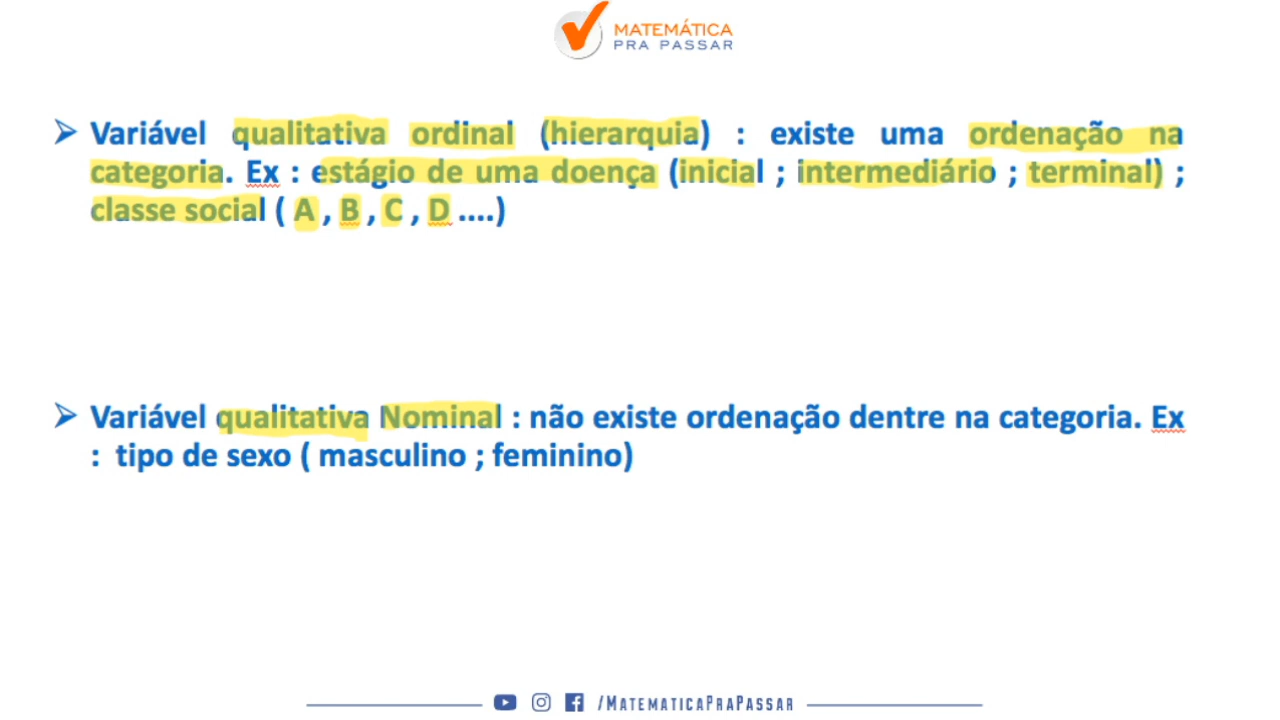 MATEMÁTICA
PRA PASSAR
Variável qualitativa ordinal (hierarquia) : existe uma ordenação na
categoria. Ex : estágio de uma doença (inicial ; intermediário ; terminal) ;
classe social ( A , B , C , D ....)
Variável qualitativa Nominal : não existe ordenação dentre na categoria. Ex
: tipo de sexo ( masculino ; feminino)
/MATEMATICAPRAPASSAR